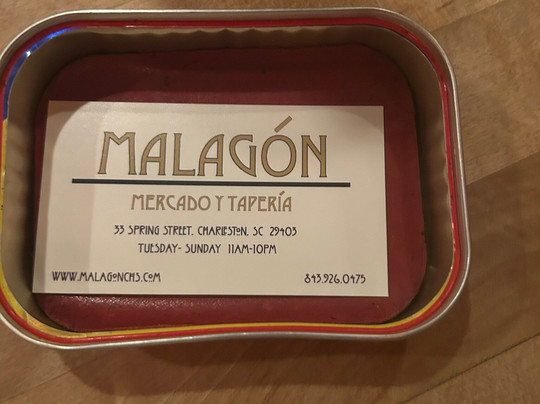 MALAGÓN
MERCADO Y TAPERÍA
33 SPRING STREET, CHARLESTON, SC 29403
TUESDAY- SUNDAY 11AM-10PM
WWW.MALAGONCHS.COM 843.926.0475